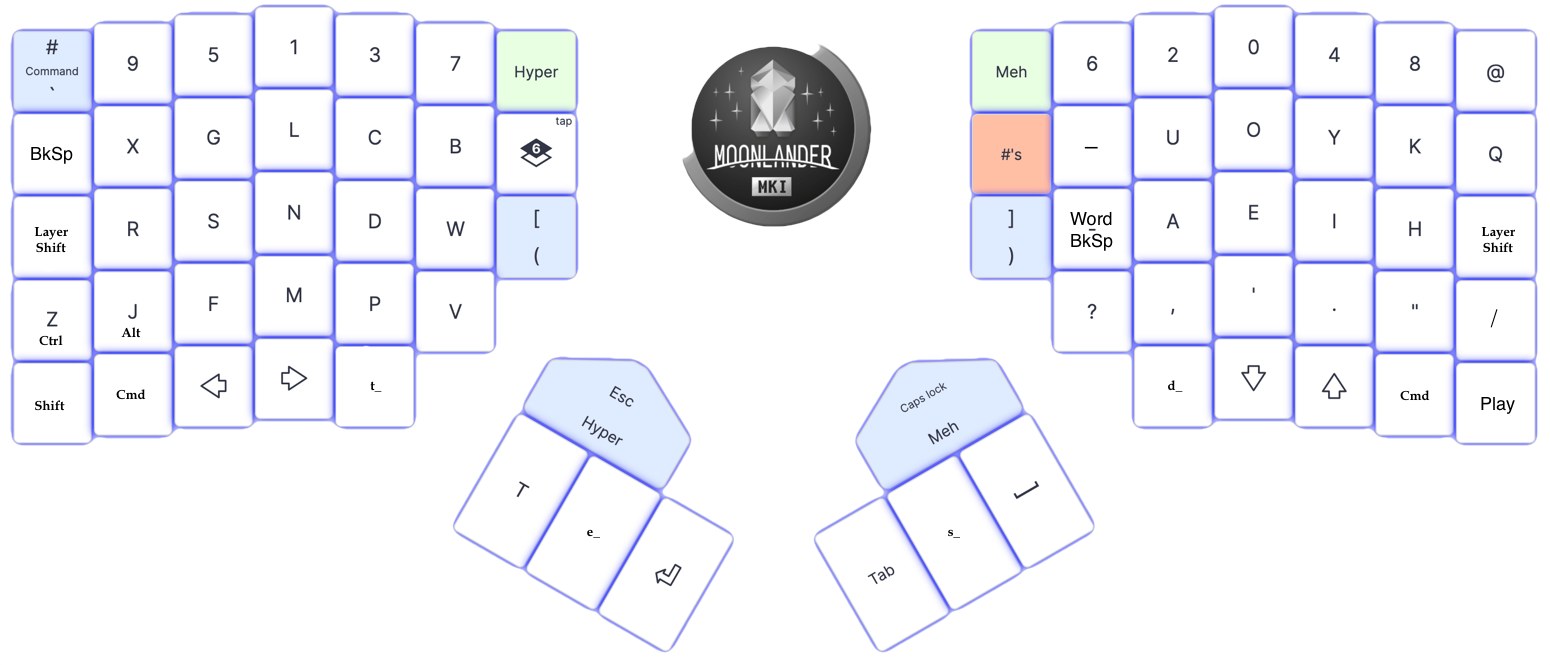 #
Command
`
9
5
1
3
7
Hyper
Meh
6
2
0
4
8
@
BkSp
X
G
L
C
B
tap
6
#'s
–
U
O
Y
K
Q
Layer
Shift
R
S
N
D
W
[
(
]
)
Word
-
BkSp
A
E
I
H
Layer
Shift
Z
Ctrl
J
Alt
F
M
P
V
?
,
'
.
"
/
Shift
Cmd
t_
d_
Cmd
Play
Esc
Hyper
Caps lock
Meh
T
e_
s_
Tab
MOONLANDER
MKI